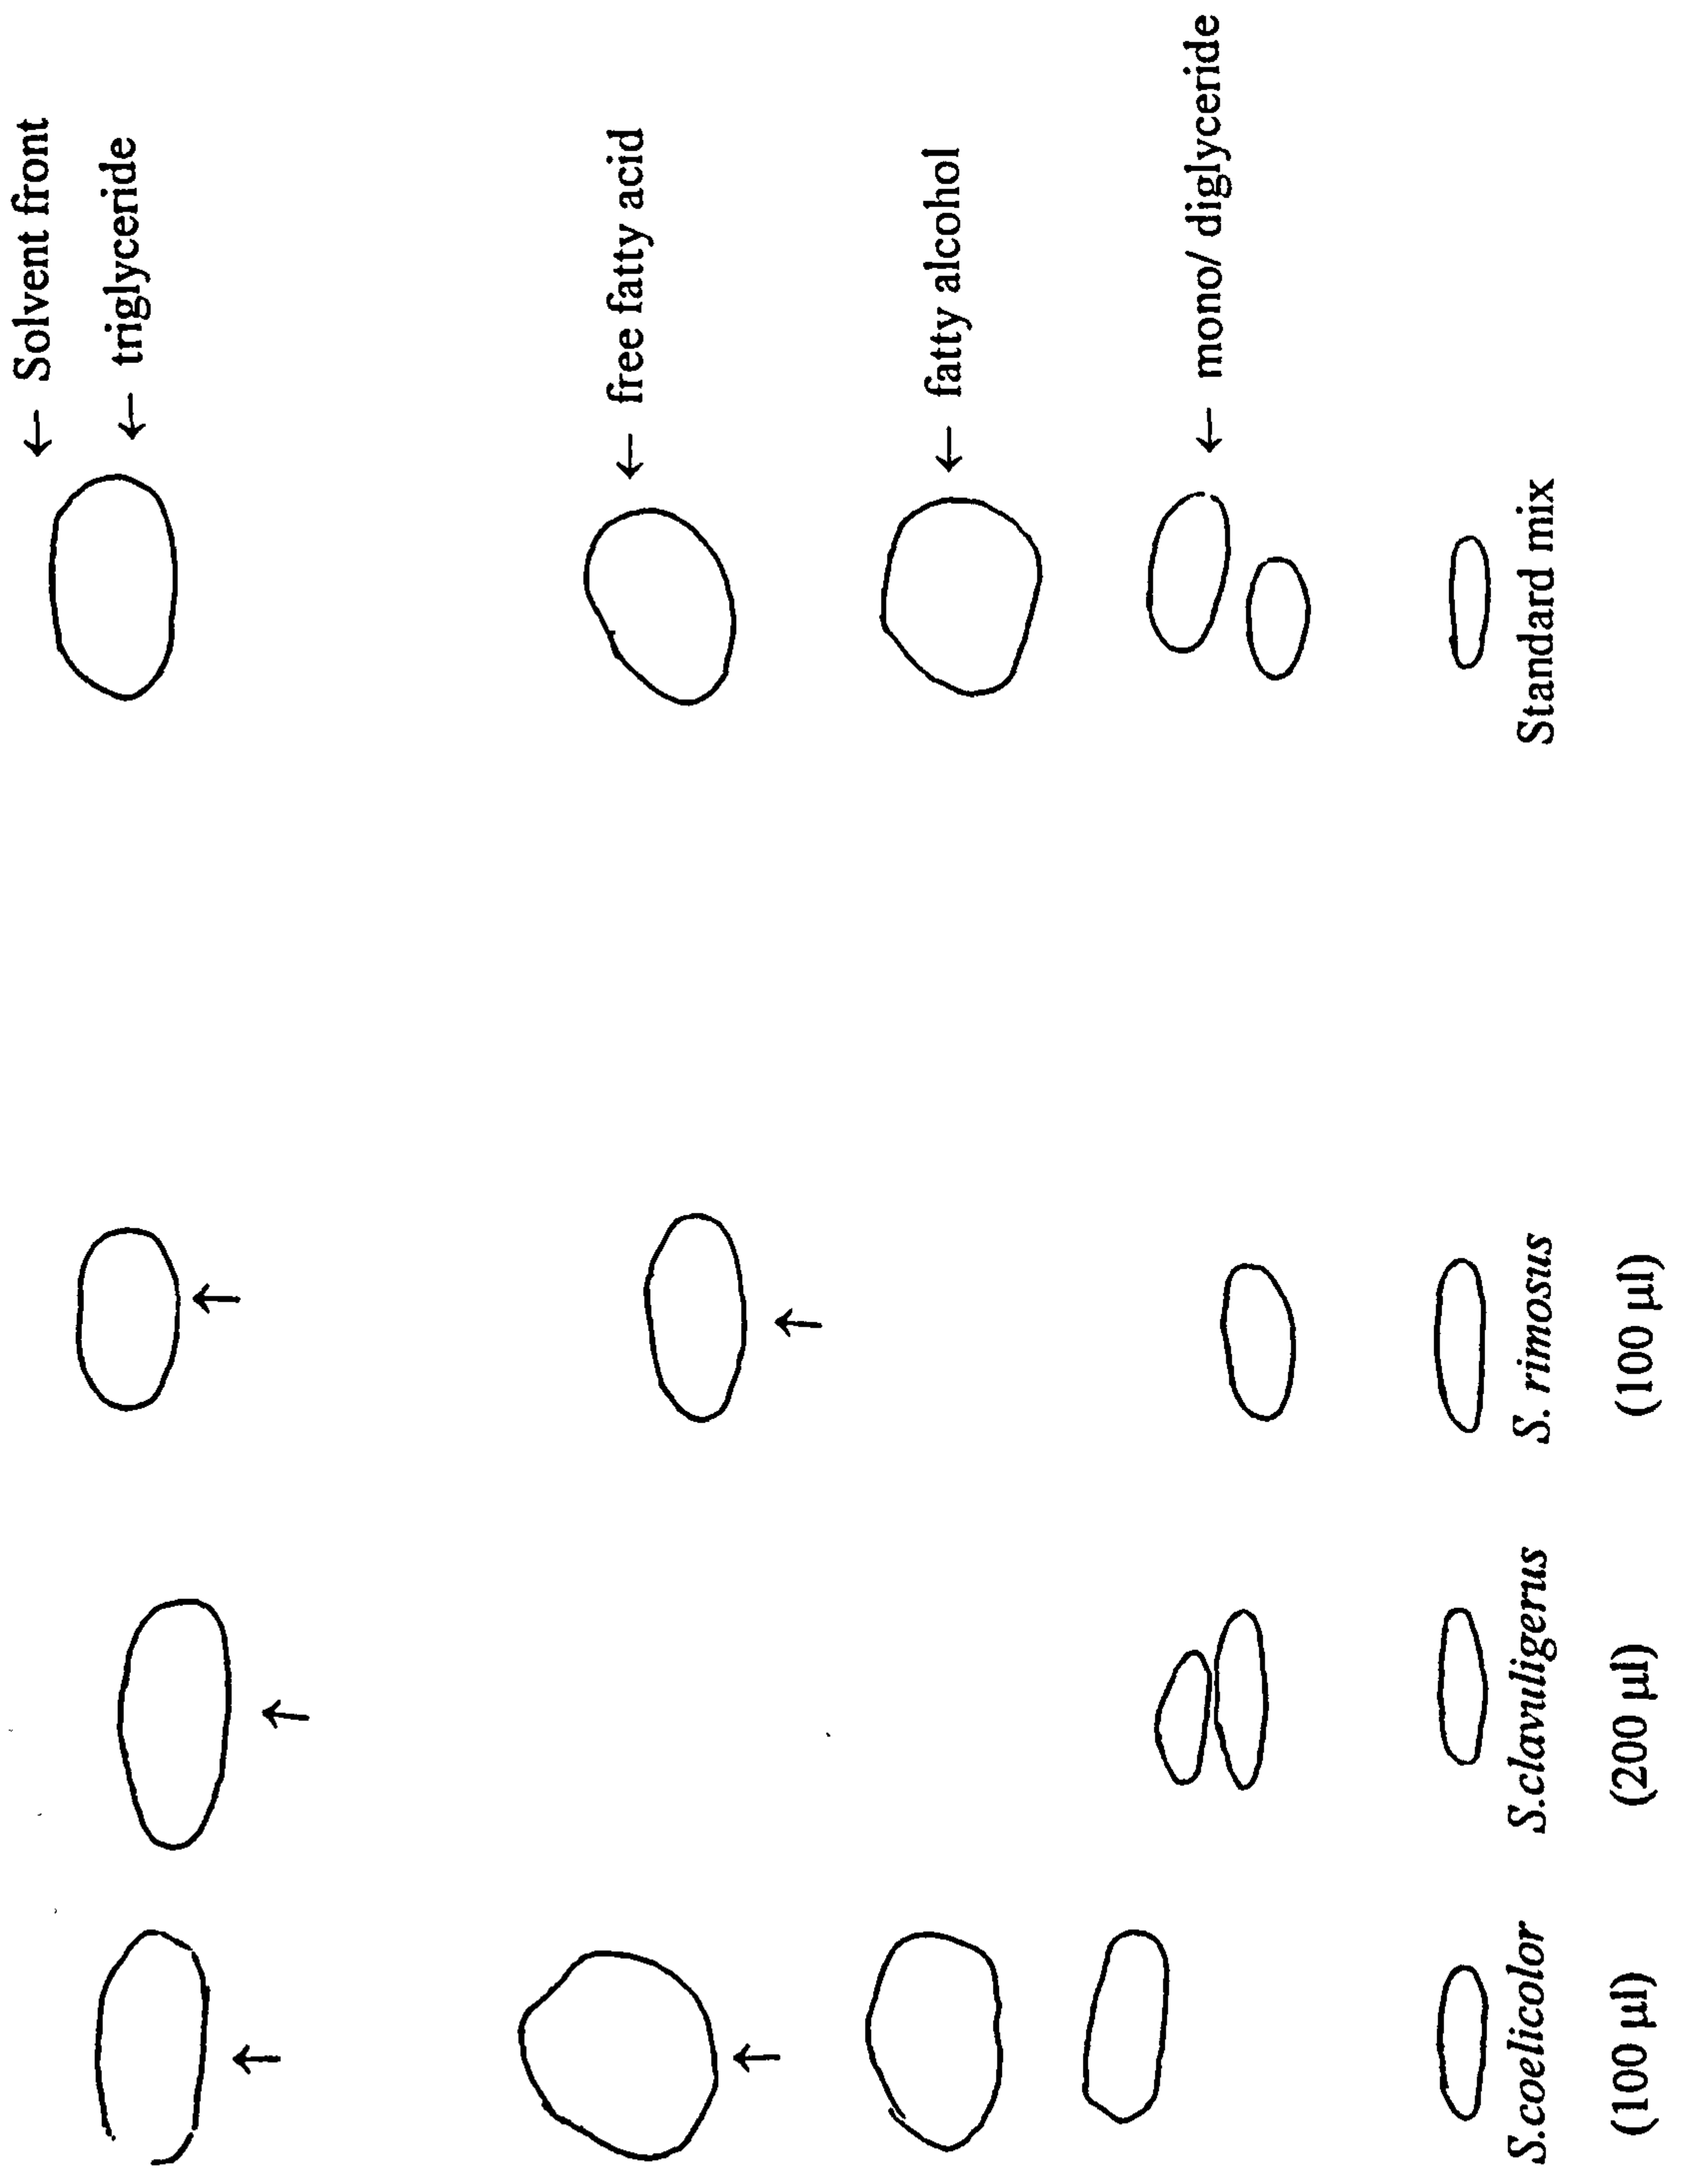 ← Solvent front
← triglyceride
← free fatty acid
← fatty alcohol
← mono/ diglyceride
S.coelicolor
(100 µl)
S.clavuligerus
(200 µl)
S. rimosus
(100 µl)
Standard mix